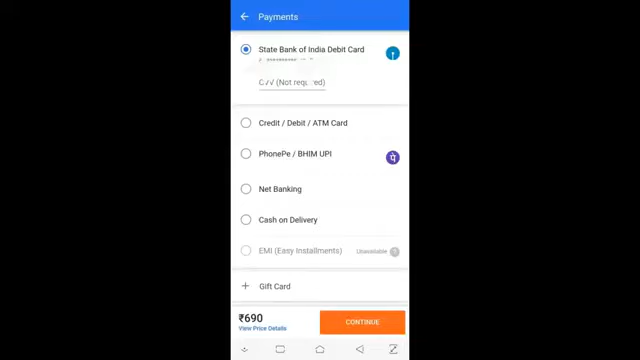 Payments
State Bank of India Debit Card
CVV (Not required)
Credit / Debit / ATM Card
PhonePe / BHIM UPI
Net Banking
Cash on Delivery
EMI (Easy Installments) Unavailable ?
+ Gift Card
₹690
View Price Details
CONTINUE